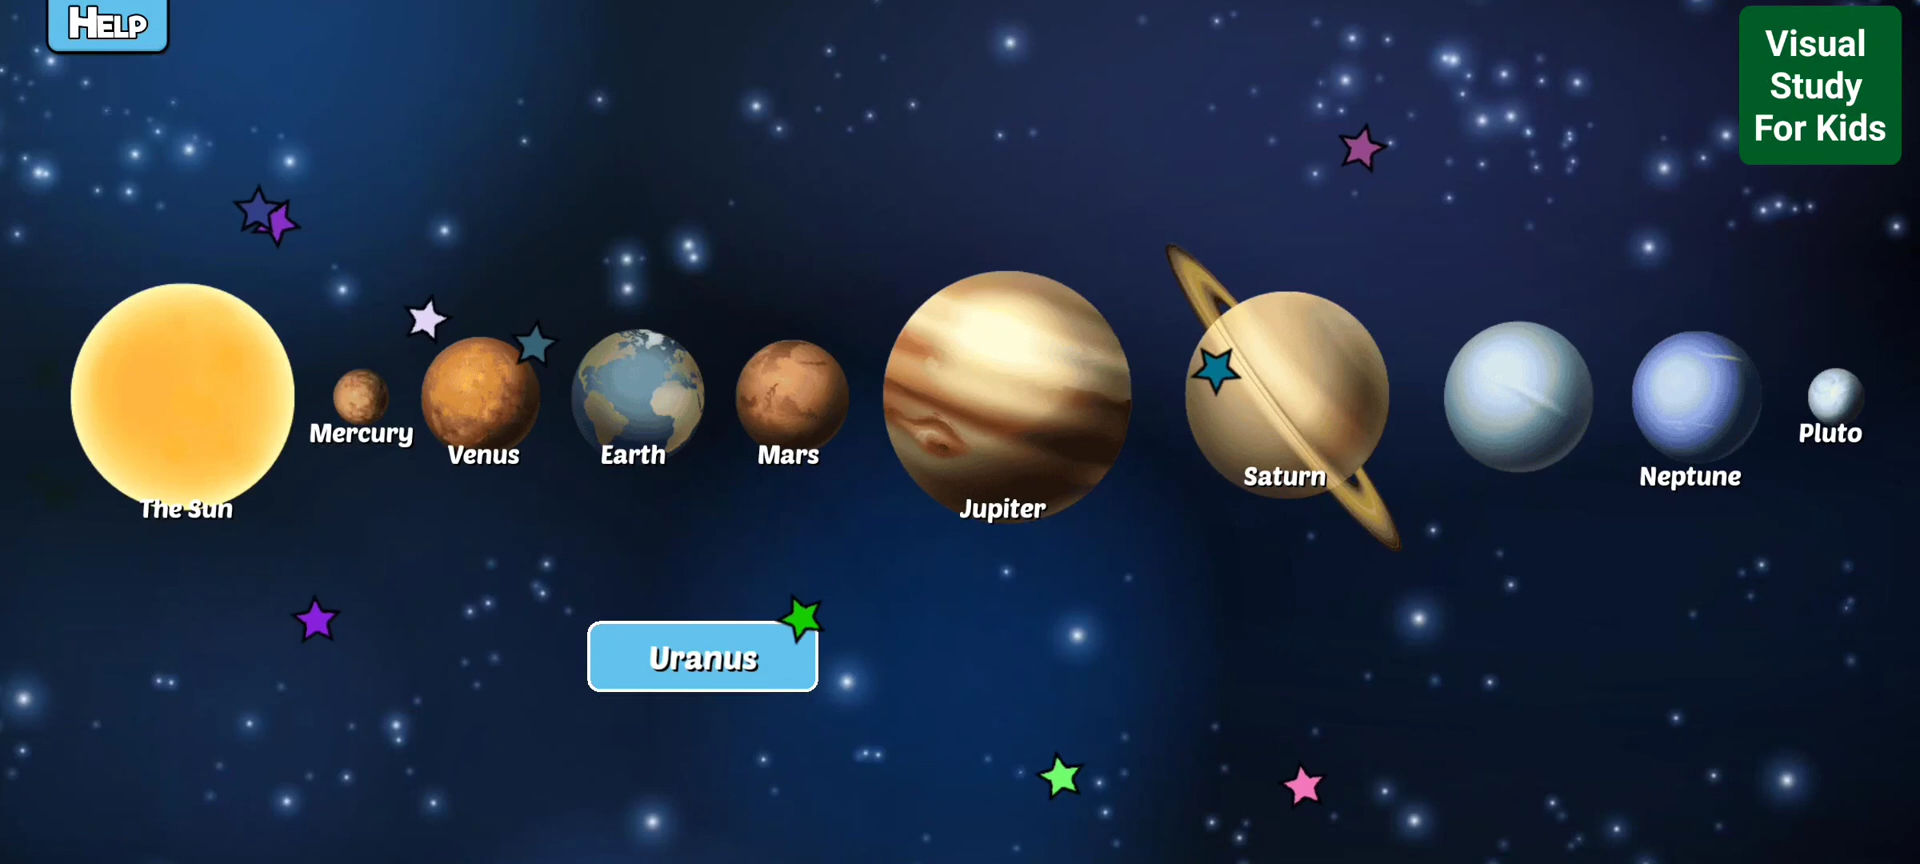 Help
Visual
Study
For Kids
Mercury
Venus
Earth
Mars
Saturn
Neptune
Pluto
The Sun
Jupiter
Uranus